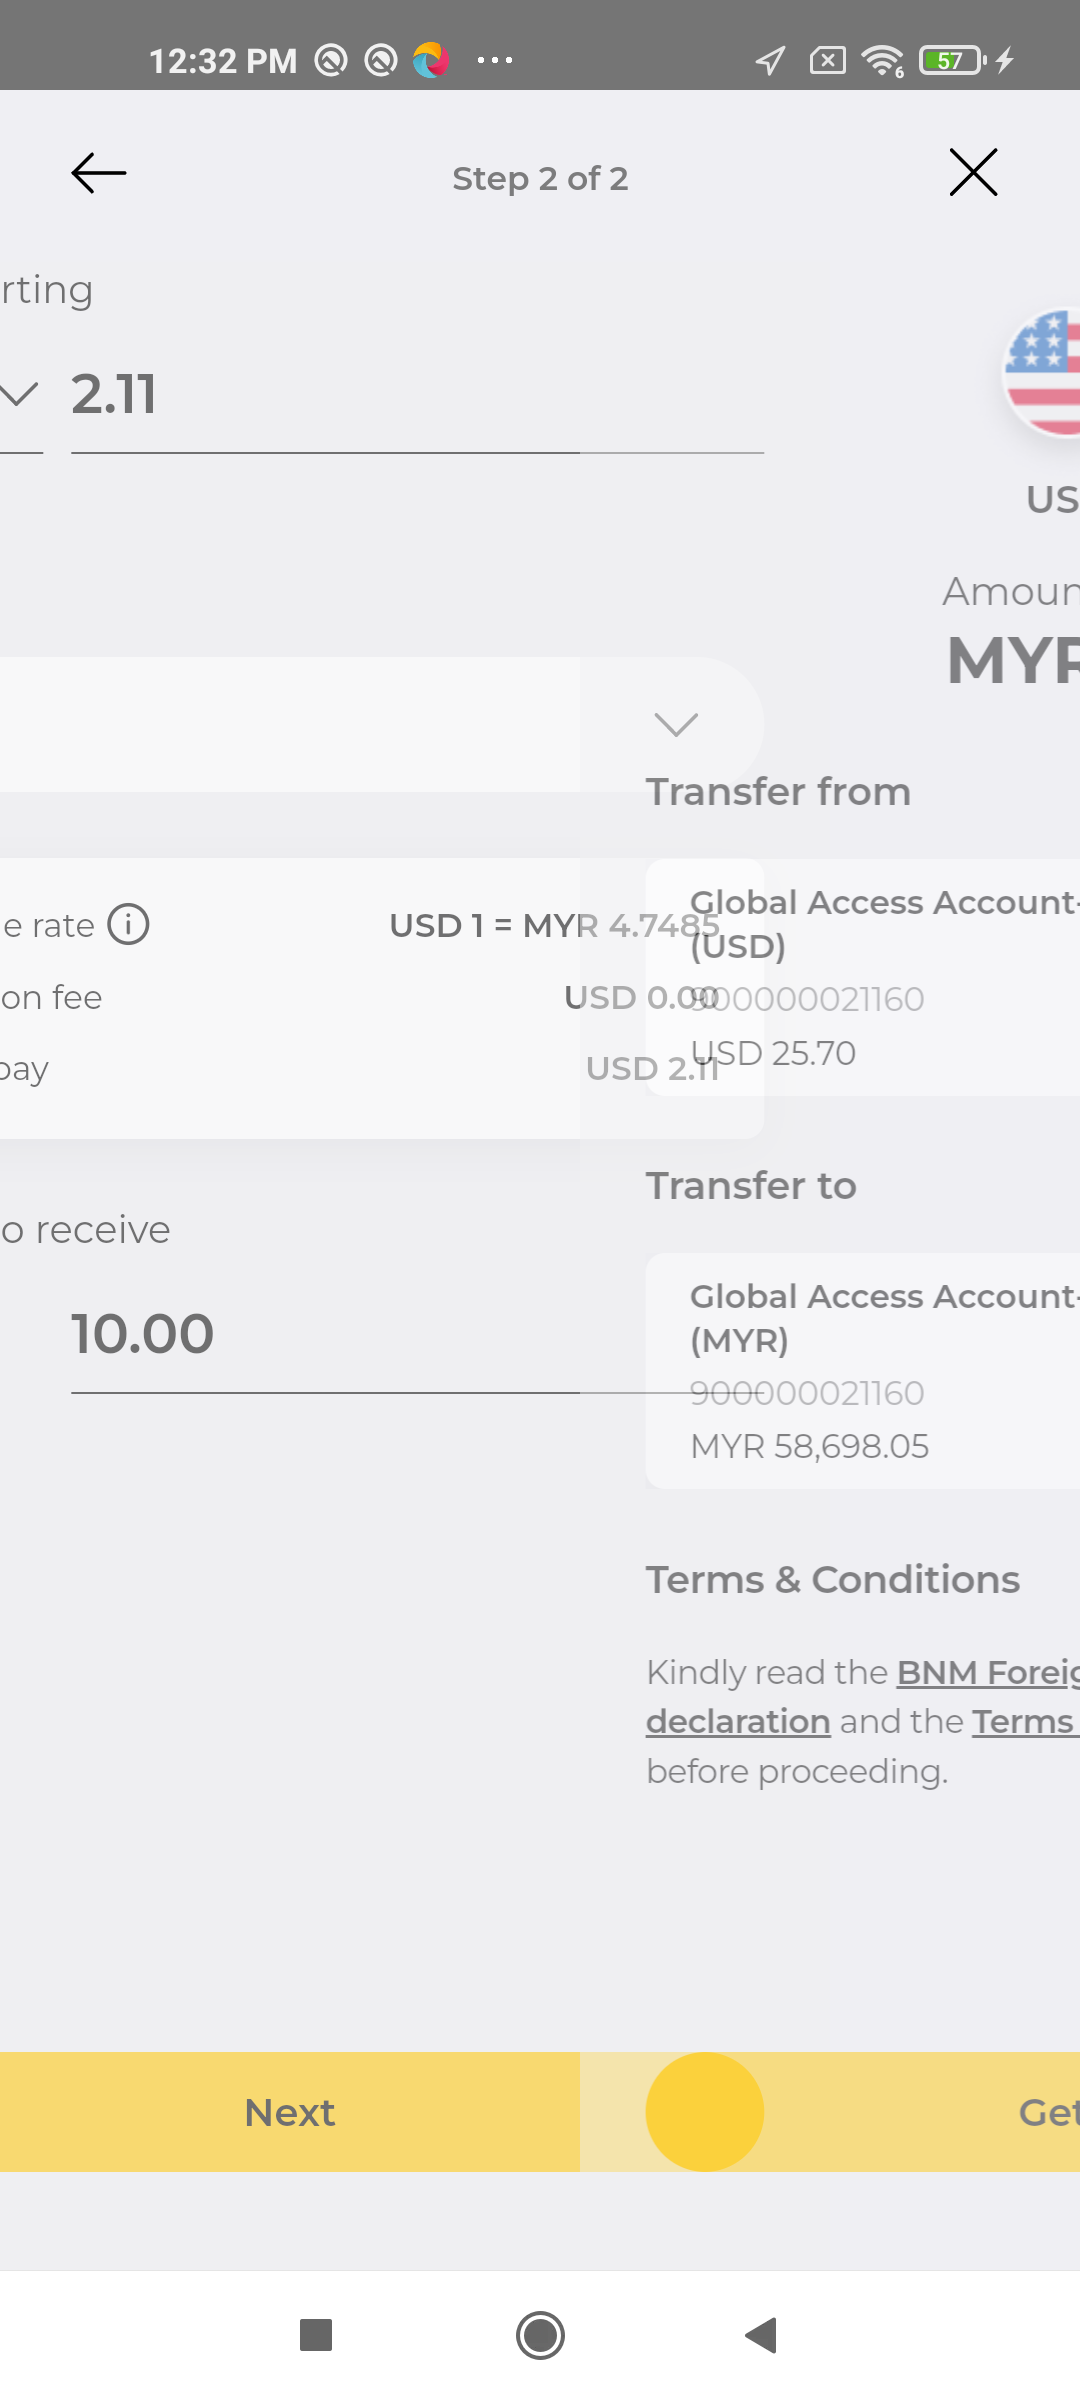 12:32 PM
57
6
Step 2 of 2
rting
2.11
US
Amoun
MYR
Transfer from
e rate
USD 1 = MYR 4.7485
on fee
USD 0.00
pay
USD 2.11
Global Access Account-
(USD)
900000021160
USD 25.70
Transfer to
o receive
10.00
Global Access Account-
(MYR)
900000021160
MYR 58,698.05
Terms & Conditions
Kindly read the BNM Foreig
declaration and the Terms
before proceeding.
Next
Get